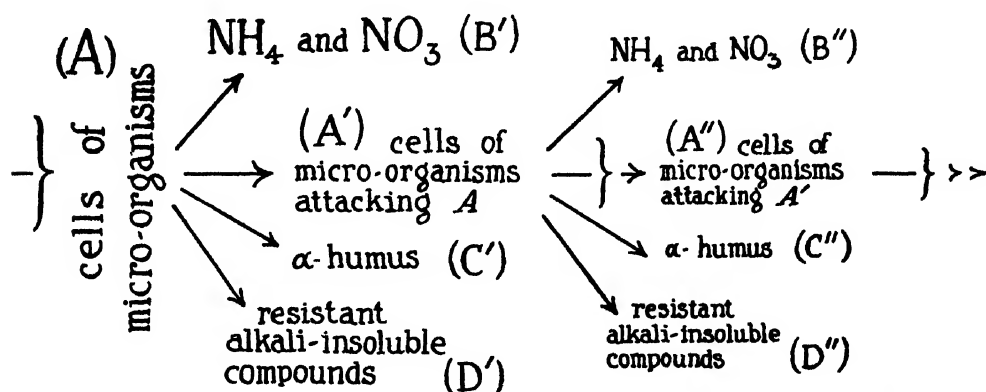 (A)
cells of
micro-organisms
NH₄ and NO₃ (B′)
(A′) cells of
micro-organisms
attacking A
α-humus (C′)
resistant
alkali-insoluble
compounds (D′)
NH₄ and NO₃ (B″)
(A″) cells of
micro-organisms
attacking A′
α-humus (C″)
resistant
alkali-insoluble
compounds (D″)